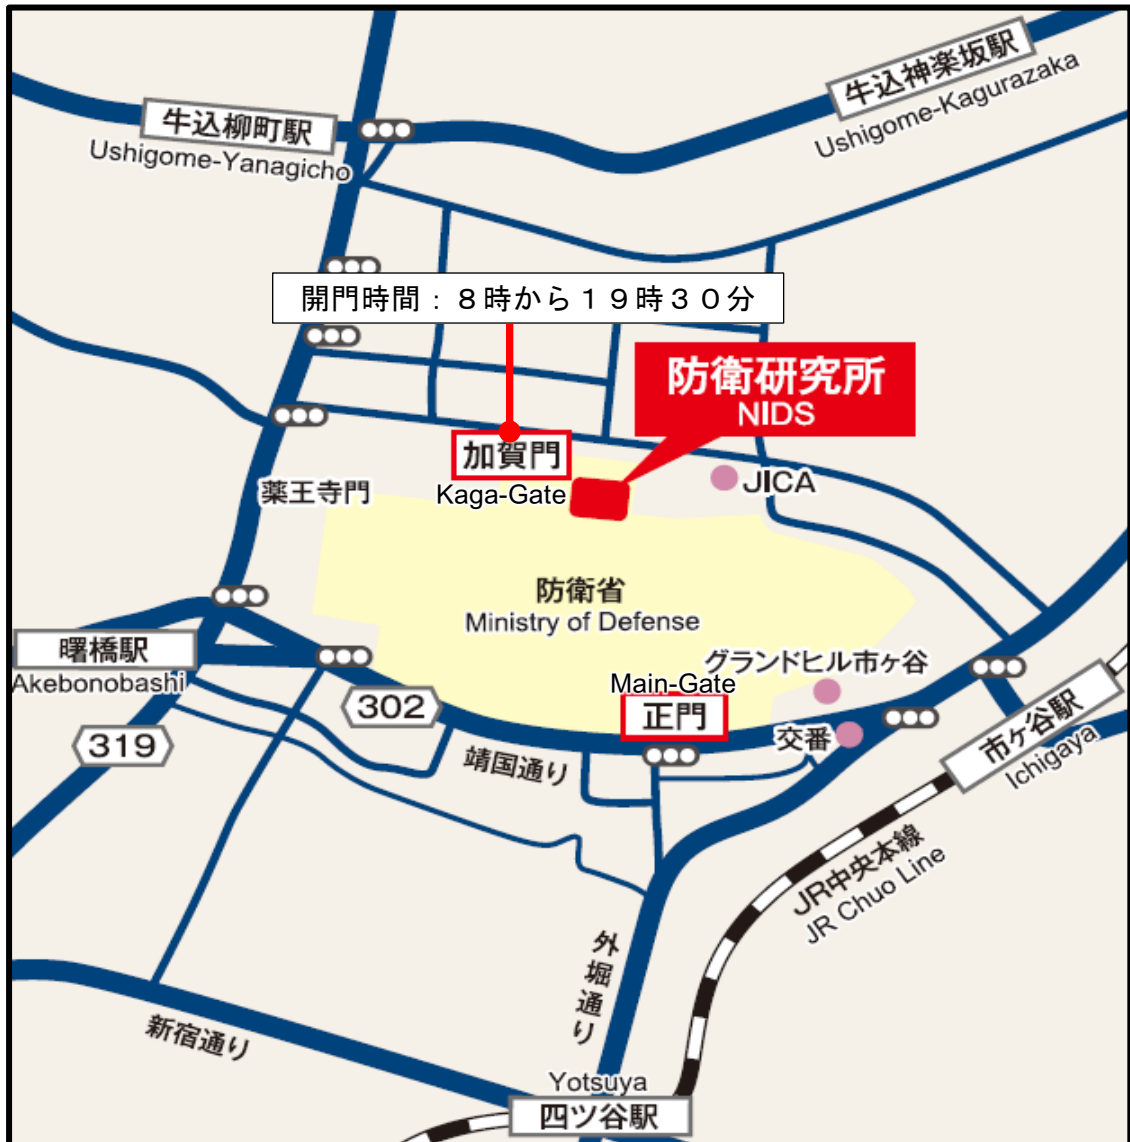 牛込神楽坂駅
Ushigome-Kagurazaka
牛込柳町駅
Ushigome-Yanagicho
開門時間：８時から１９時３０分
防衛研究所
NIDS
加賀門
Kaga-Gate
JICA
薬王寺門
防衛省
Ministry of Defense
曙橋駅
Akebonobashi
グランドヒル市ヶ谷
Main-Gate
正門
302
319
交番
市ヶ谷駅
Ichigaya
靖国通り
JR中央本線
JR Chuo Line
外堀通り
新宿通り
Yotsuya
四ツ谷駅